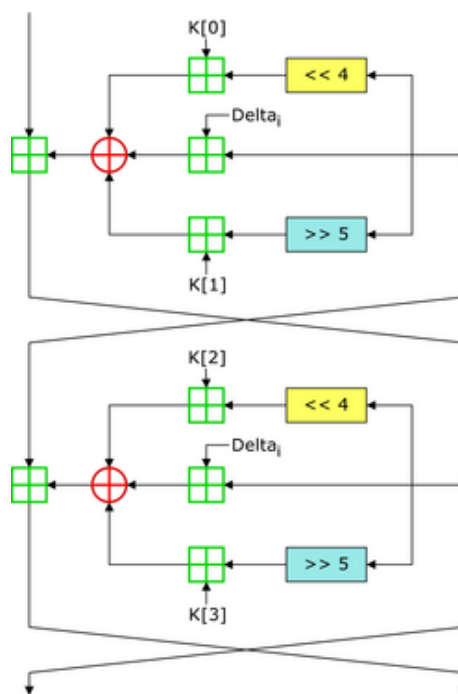 K[0]
<< 4
Delta_i
>> 5
K[1]
K[2]
<< 4
Delta_i
>> 5
K[3]